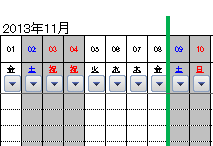 2013年11月
01 02 03 04 05 06 07 08 09 10
金 土 祝 祝 火 水 木 金 土 日